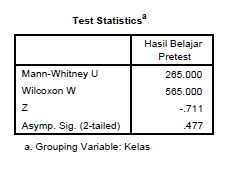 Test Statisticsa
Hasil Belajar
Pretest
Mann-Whitney U 265.000
Wilcoxon W 565.000
Z -.711
Asymp. Sig. (2-tailed) .477
a. Grouping Variable: Kelas